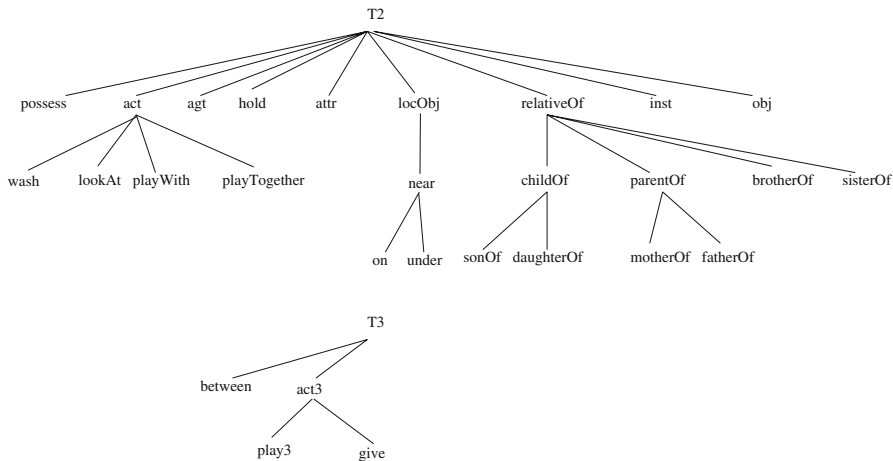 T2
possess act agt hold attr locObj relativeOf inst obj
wash lookAt playWith playTogether near childOf parentOf brotherOf sisterOf
on under sonOf daughterOf motherOf fatherOf
T3
between act3
play3 give